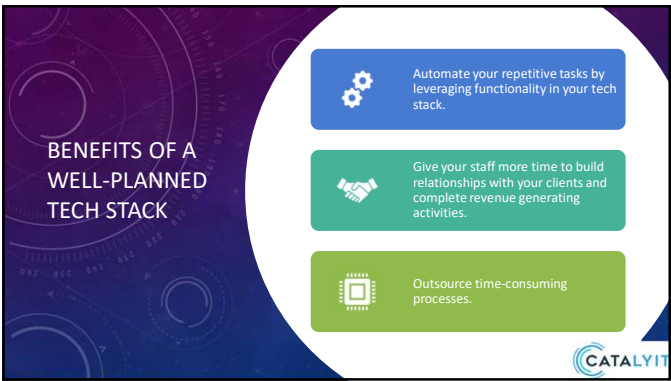 BENEFITS OF A
WELL-PLANNED
TECH STACK
Automate your repetitive tasks by
leveraging functionality in your tech
stack.
Give your staff more time to build
relationships with your clients and
complete revenue generating
activities.
Outsource time-consuming
processes.
CATALYIT